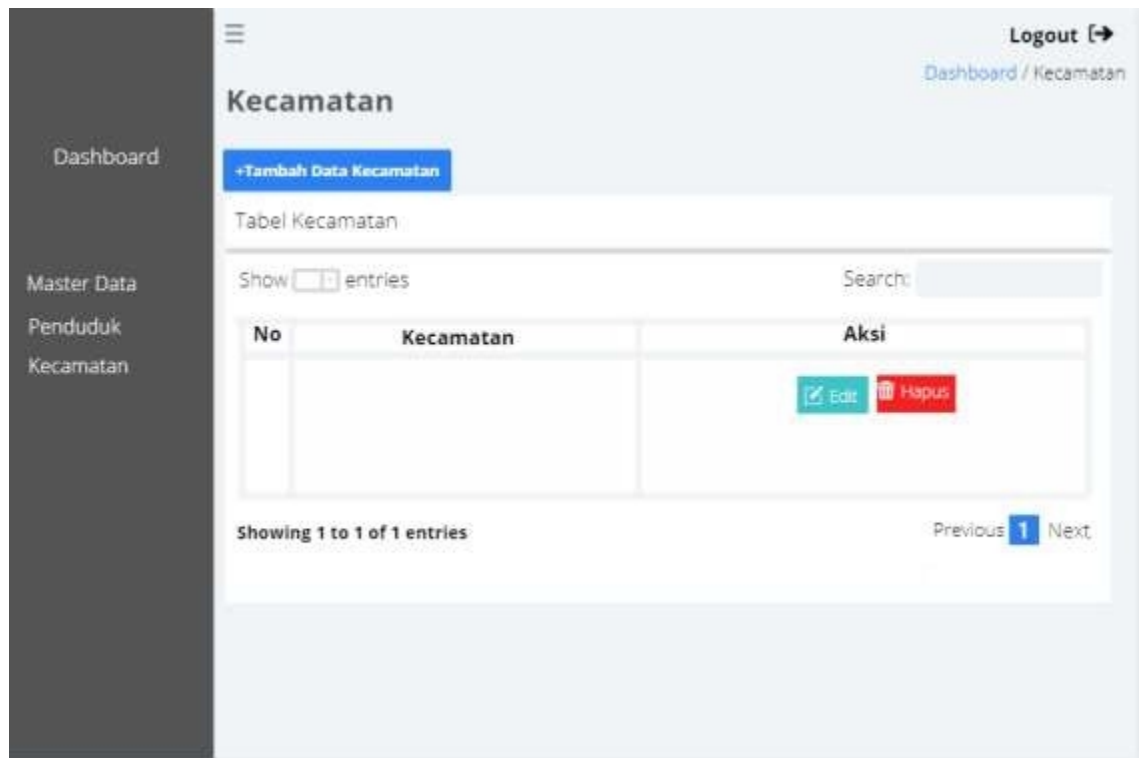 Logout
Dashboard / Kecamatan
Kecamatan
Dashboard
+Tambah Data Kecamatan
Tabel Kecamatan
Master Data
Penduduk
Kecamatan
Show entries
Search:
No Kecamatan Aksi
Edit Hapus
Showing 1 to 1 of 1 entries
Previous 1 Next